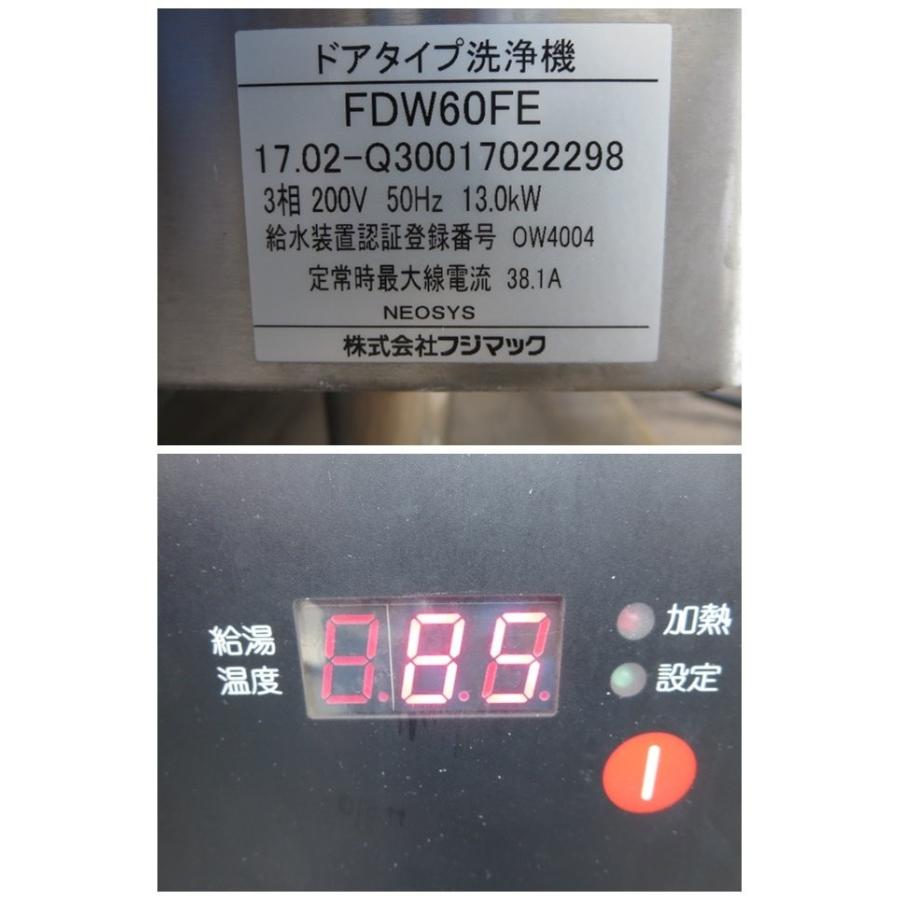 ドアタイプ洗浄機
FDW60FE
17.02-Q30017022298
3相 200V 50Hz 13.0kW
給水装置認証登録番号 OW4004
定常時最大線電流 38.1A
NEOSYS
株式会社フジマック
給湯
温度
85
加熱
設定